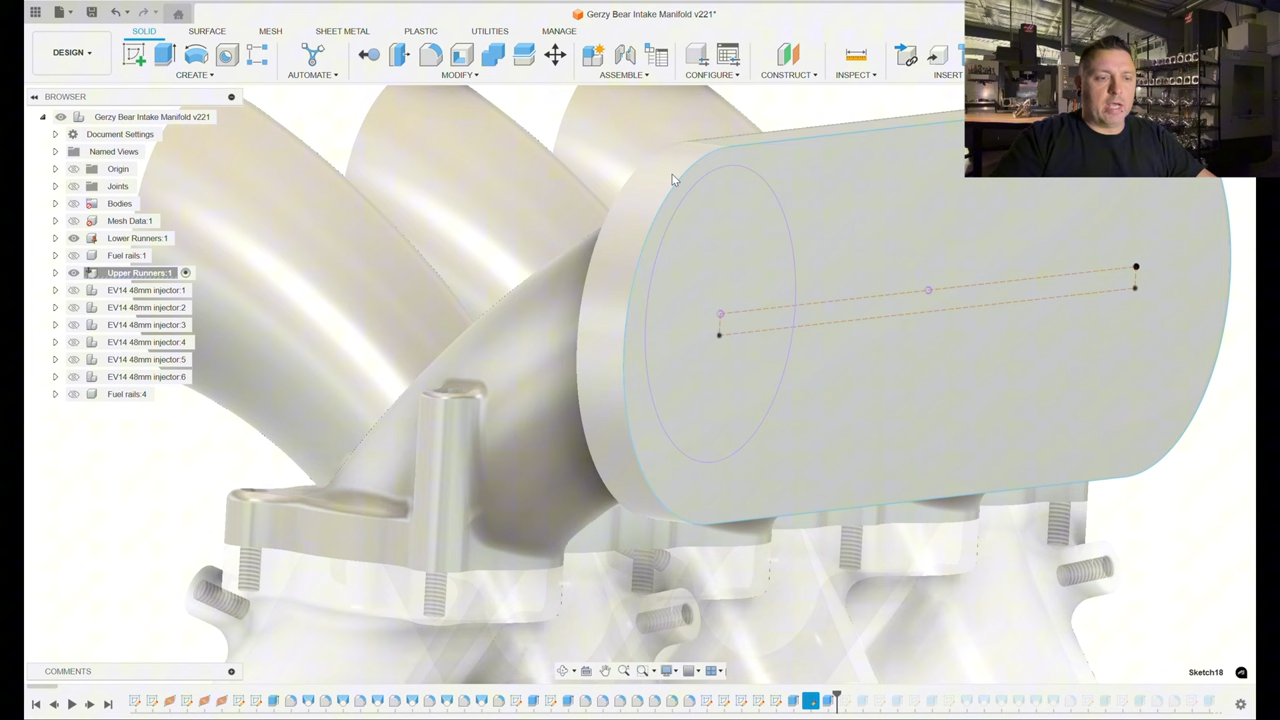 Gerzy Bear Intake Manifold v221*
SOLID SURFACE MESH SHEET METAL PLASTIC UTILITIES MANAGE
DESIGN
CREATE AUTOMATE MODIFY ASSEMBLE CONFIGURE CONSTRUCT INSPECT INSERT
BROWSER
Gerzy Bear Intake Manifold v221
Document Settings
Named Views
Origin
Joints
Bodies
Mesh Data:1
Lower Runners:1
Fuel rails:1
Upper Runners:1
EV14 48mm injector:1
EV14 48mm injector:2
EV14 48mm injector:3
EV14 48mm injector:4
EV14 48mm injector:5
EV14 48mm injector:6
Fuel rails:4
COMMENTS
Sketch18